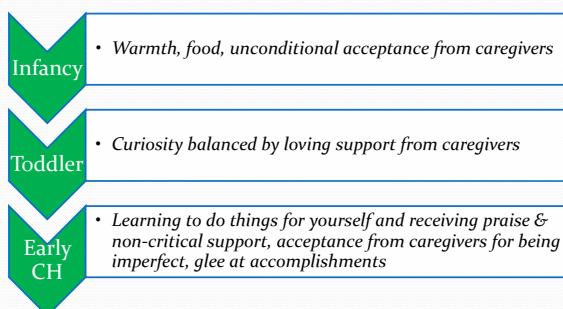 Infancy
• Warmth, food, unconditional acceptance from caregivers
Toddler
• Curiosity balanced by loving support from caregivers
Early
CH
• Learning to do things for yourself and receiving praise &
non-critical support, acceptance from caregivers for being
imperfect, glee at accomplishments